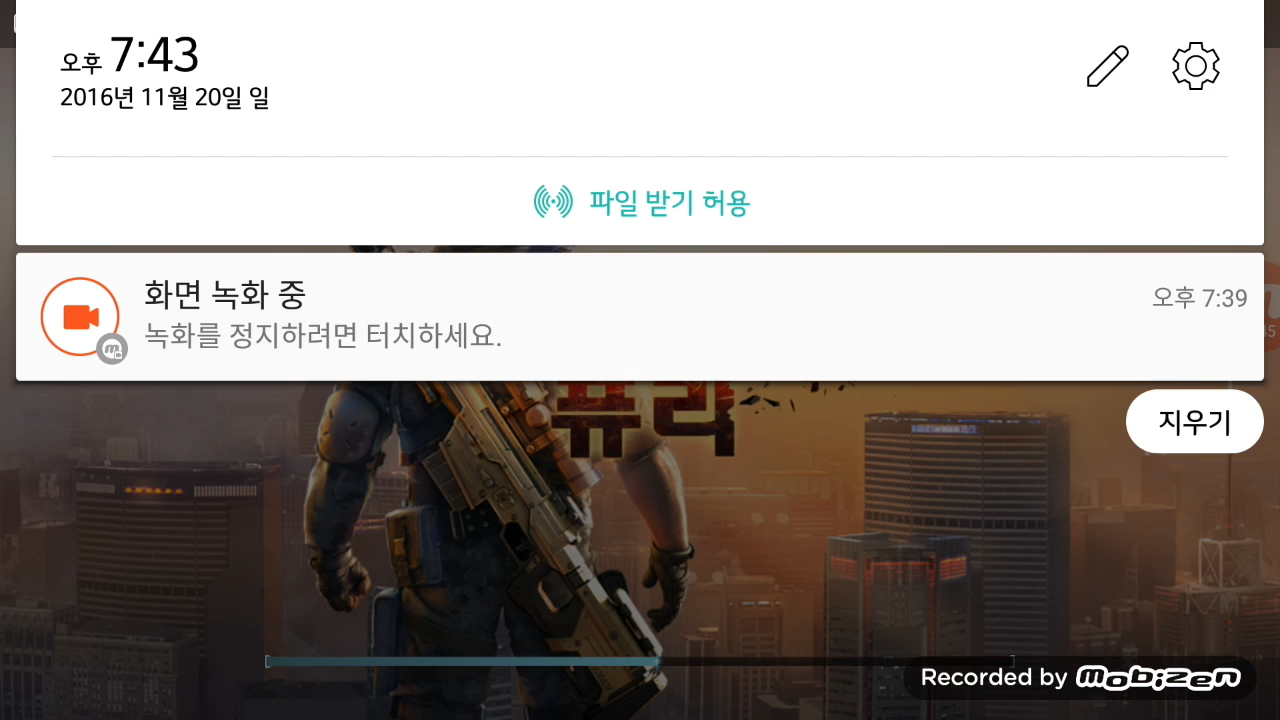 오후 7:43
2016년 11월 20일 일
파일 받기 허용
화면 녹화 중
오후 7:39
녹화를 정지하려면 터치하세요.
지우기
Recorded by mobizen